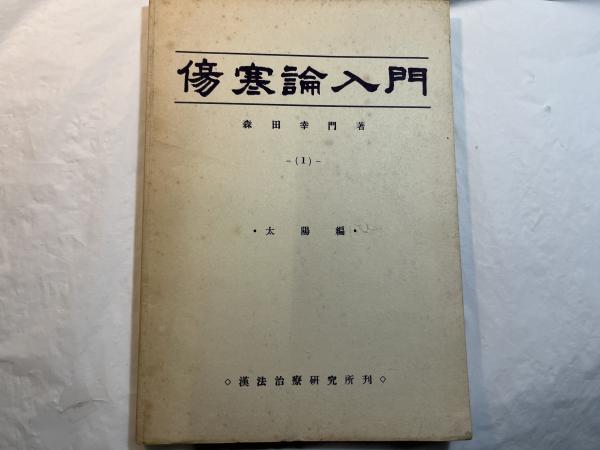 傷寒論入門
森田幸門著
-(1)-
・太陽編・
◇漢法治療研究所刊◇